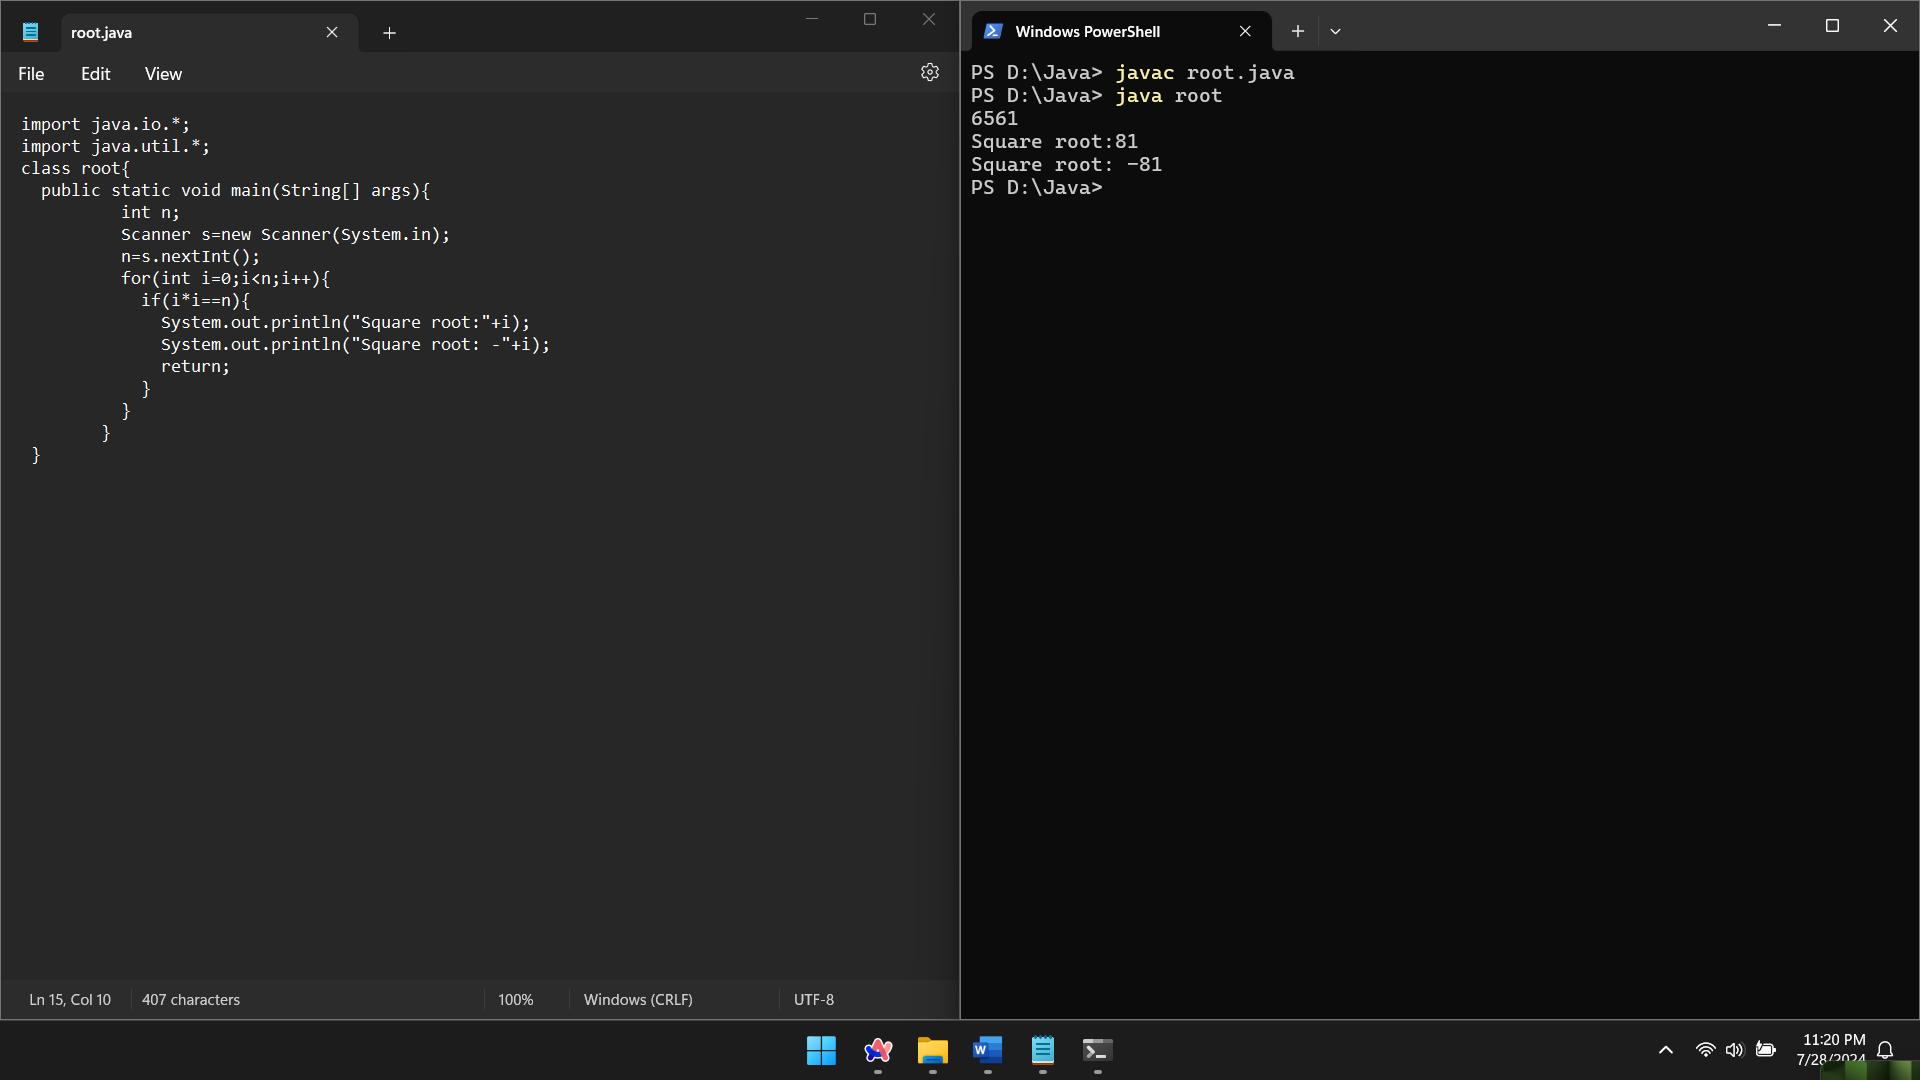 root.java
File Edit View
import java.io.*;
import java.util.*;
class root{
public static void main(String[] args){
int n;
Scanner s=new Scanner(System.in);
n=s.nextInt();
for(int i=0;i<n;i++){
if(i*i==n){
System.out.println("Square root:"+i);
System.out.println("Square root: -"+i);
return;
}
}
}
}
Ln 15, Col 10 407 characters 100% Windows (CRLF) UTF-8
Windows PowerShell
PS D:\Java> javac root.java
PS D:\Java> java root
6561
Square root:81
Square root: -81
PS D:\Java>
W
11:20 PM
7/28/2024